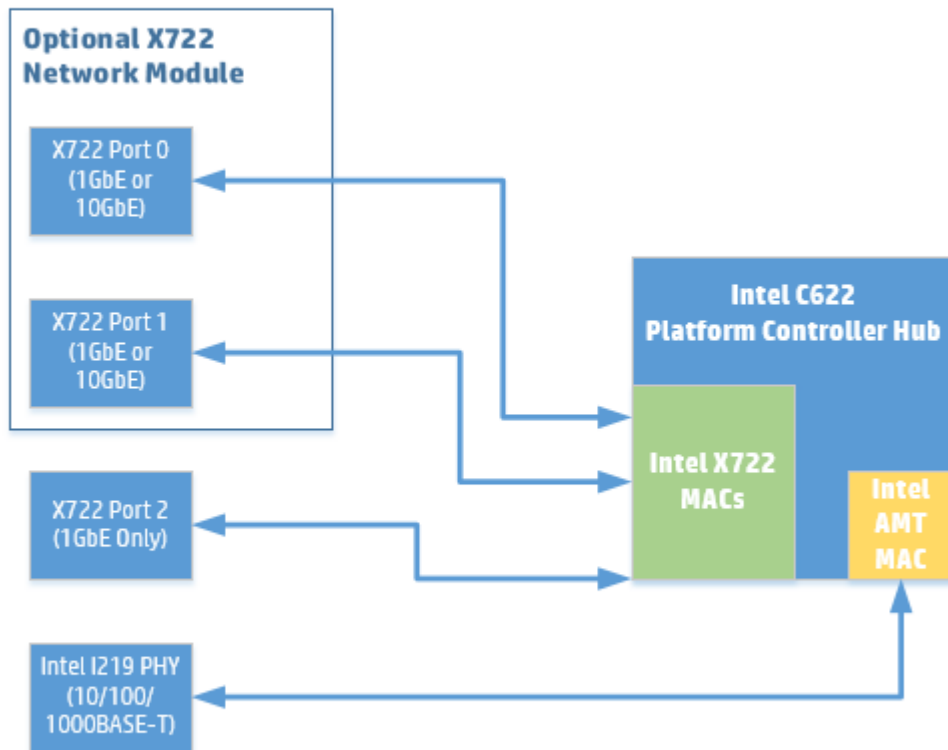 Optional X722
Network Module
X722 Port 0
(1GbE or
10GbE)
X722 Port 1
(1GbE or
10GbE)
X722 Port 2
(1GbE Only)
Intel I219 PHY
(10/100/
1000BASE-T)
Intel C622
Platform Controller Hub
Intel X722
MACs
Intel
AMT
MAC